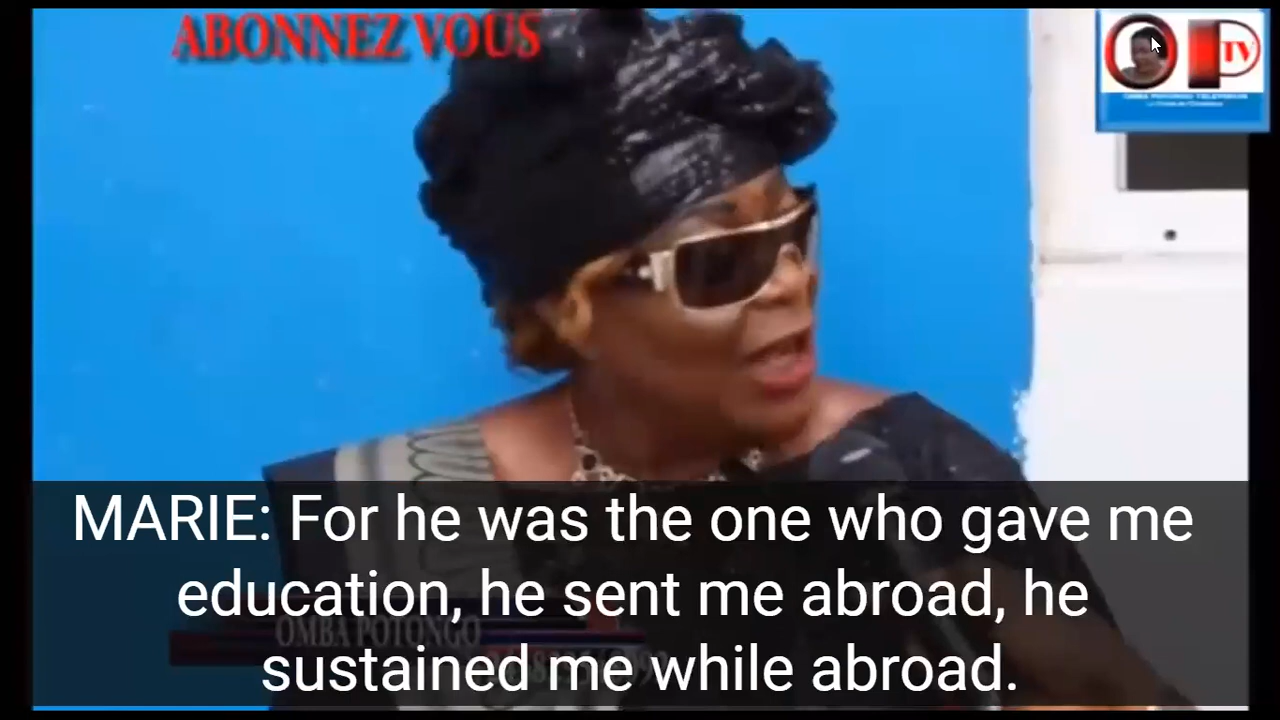 ABONNEZ VOUS
TV
MARIE: For he was the one who gave me
education, he sent me abroad, he
OMBA POTONGO
sustained me while abroad.